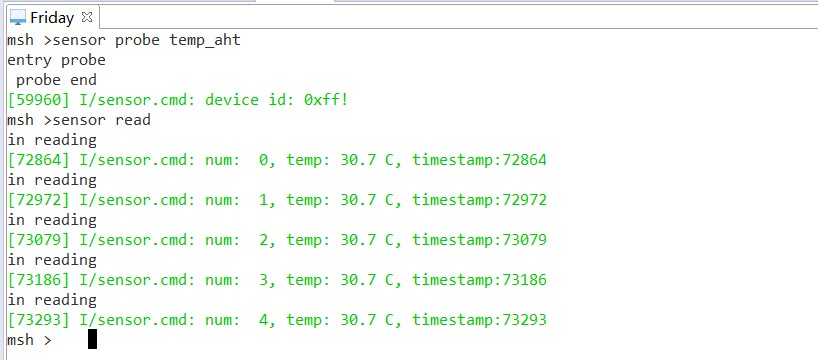 Friday
msh >sensor probe temp_aht
entry probe
 probe end
[59960] I/sensor.cmd: device id: 0xff!
msh >sensor read
in reading
[72864] I/sensor.cmd: num:  0, temp: 30.7 C, timestamp:72864
in reading
[72972] I/sensor.cmd: num:  1, temp: 30.7 C, timestamp:72972
in reading
[73079] I/sensor.cmd: num:  2, temp: 30.7 C, timestamp:73079
in reading
[73186] I/sensor.cmd: num:  3, temp: 30.7 C, timestamp:73186
in reading
[73293] I/sensor.cmd: num:  4, temp: 30.7 C, timestamp:73293
msh >